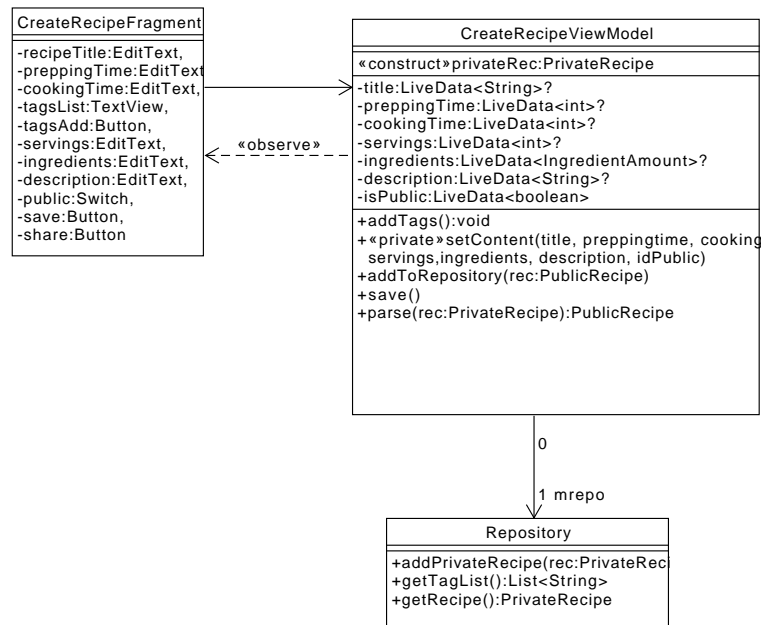 CreateRecipeFragment
-recipeTitle:EditText,
-preppingTime:EditText
-cookingTime:EditText,
-tagsList:TextView,
-tagsAdd:Button,
-servings:EditText,
-ingredients:EditText,
-description:EditText,
-public:Switch,
-save:Button,
-share:Button
«observe»
CreateRecipeViewModel
«construct»privateRec:PrivateRecipe
-title:LiveData<String>?
-preppingTime:LiveData<int>?
-cookingTime:LiveData<int>?
-servings:LiveData<int>?
-ingredients:LiveData<IngredientAmount>?
-description:LiveData<String>?
-isPublic:LiveData<boolean>
+addTags():void
+«private»setContent(title, preppingtime, cooking
servings,ingredients, description, idPublic)
+addToRepository(rec:PublicRecipe)
+save()
+parse(rec:PrivateRecipe):PublicRecipe
0
1 mrepo
Repository
+addPrivateRecipe(rec:PrivateReci
+getTagList():List<String>
+getRecipe():PrivateRecipe